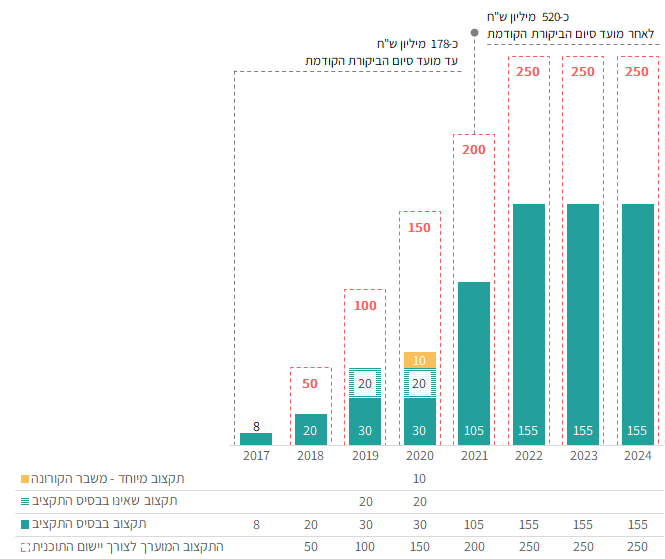 כ-520 מיליון ש"ח
לאחר מועד סיום הביקורת הקודמת
כ-178 מיליון ש"ח
עד מועד סיום הביקורת הקודמת
250 250 250
200
150
100
50
10
20 20
8 20 30 30 105 155 155 155
2017 2018 2019 2020 2021 2022 2023 2024
תקצוב מיוחד - משבר הקורונה 10
תקצוב שאינו בבסיס התקציב 20 20
תקצוב בבסיס התקציב 8 20 30 30 105 155 155 155
התקצוב המוערך לצורך יישום התוכנית 50 100 150 200 250 250 250